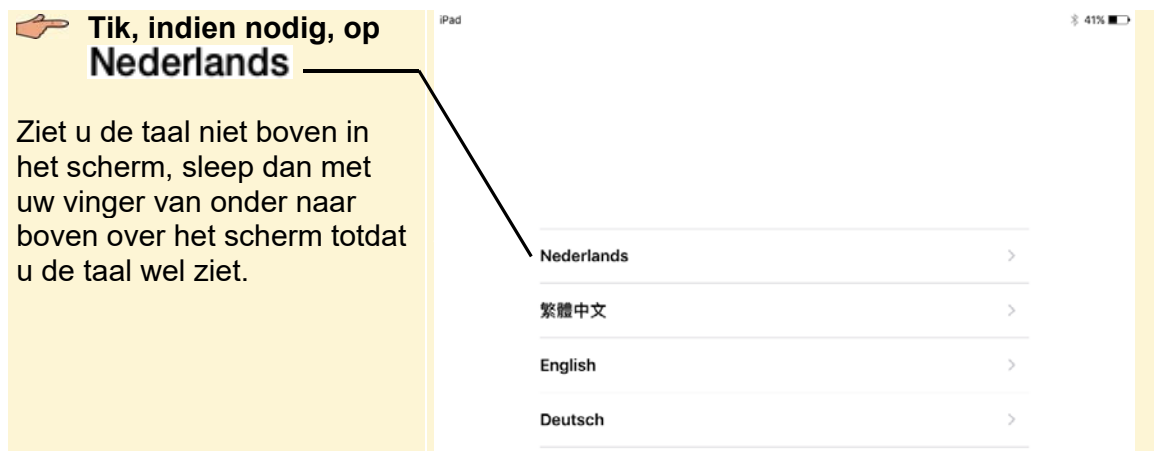 Tik, indien nodig, op
Nederlands
Ziet u de taal niet boven in
het scherm, sleep dan met
uw vinger van onder naar
boven over het scherm totdat
u de taal wel ziet.
iPad
41%
Nederlands
繁體中文
English
Deutsch